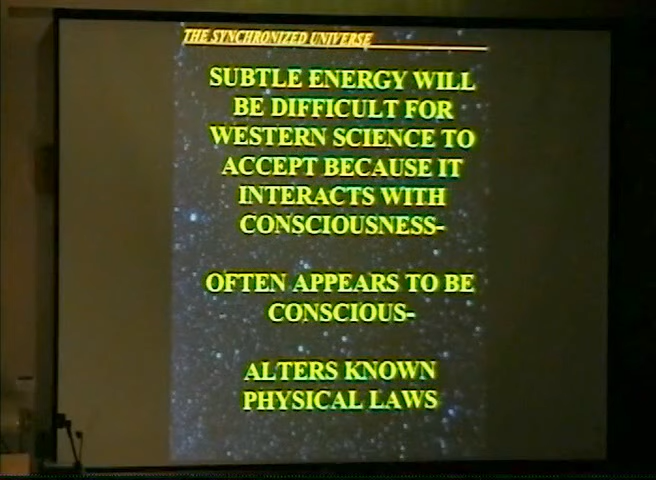 THE SYNCHRONIZED UNIVERSE
SUBTLE ENERGY WILL
BE DIFFICULT FOR
WESTERN SCIENCE TO
ACCEPT BECAUSE IT
INTERACTS WITH
CONSCIOUSNESS-
OFTEN APPEARS TO BE
CONSCIOUS-
ALTERS KNOWN
PHYSICAL LAWS